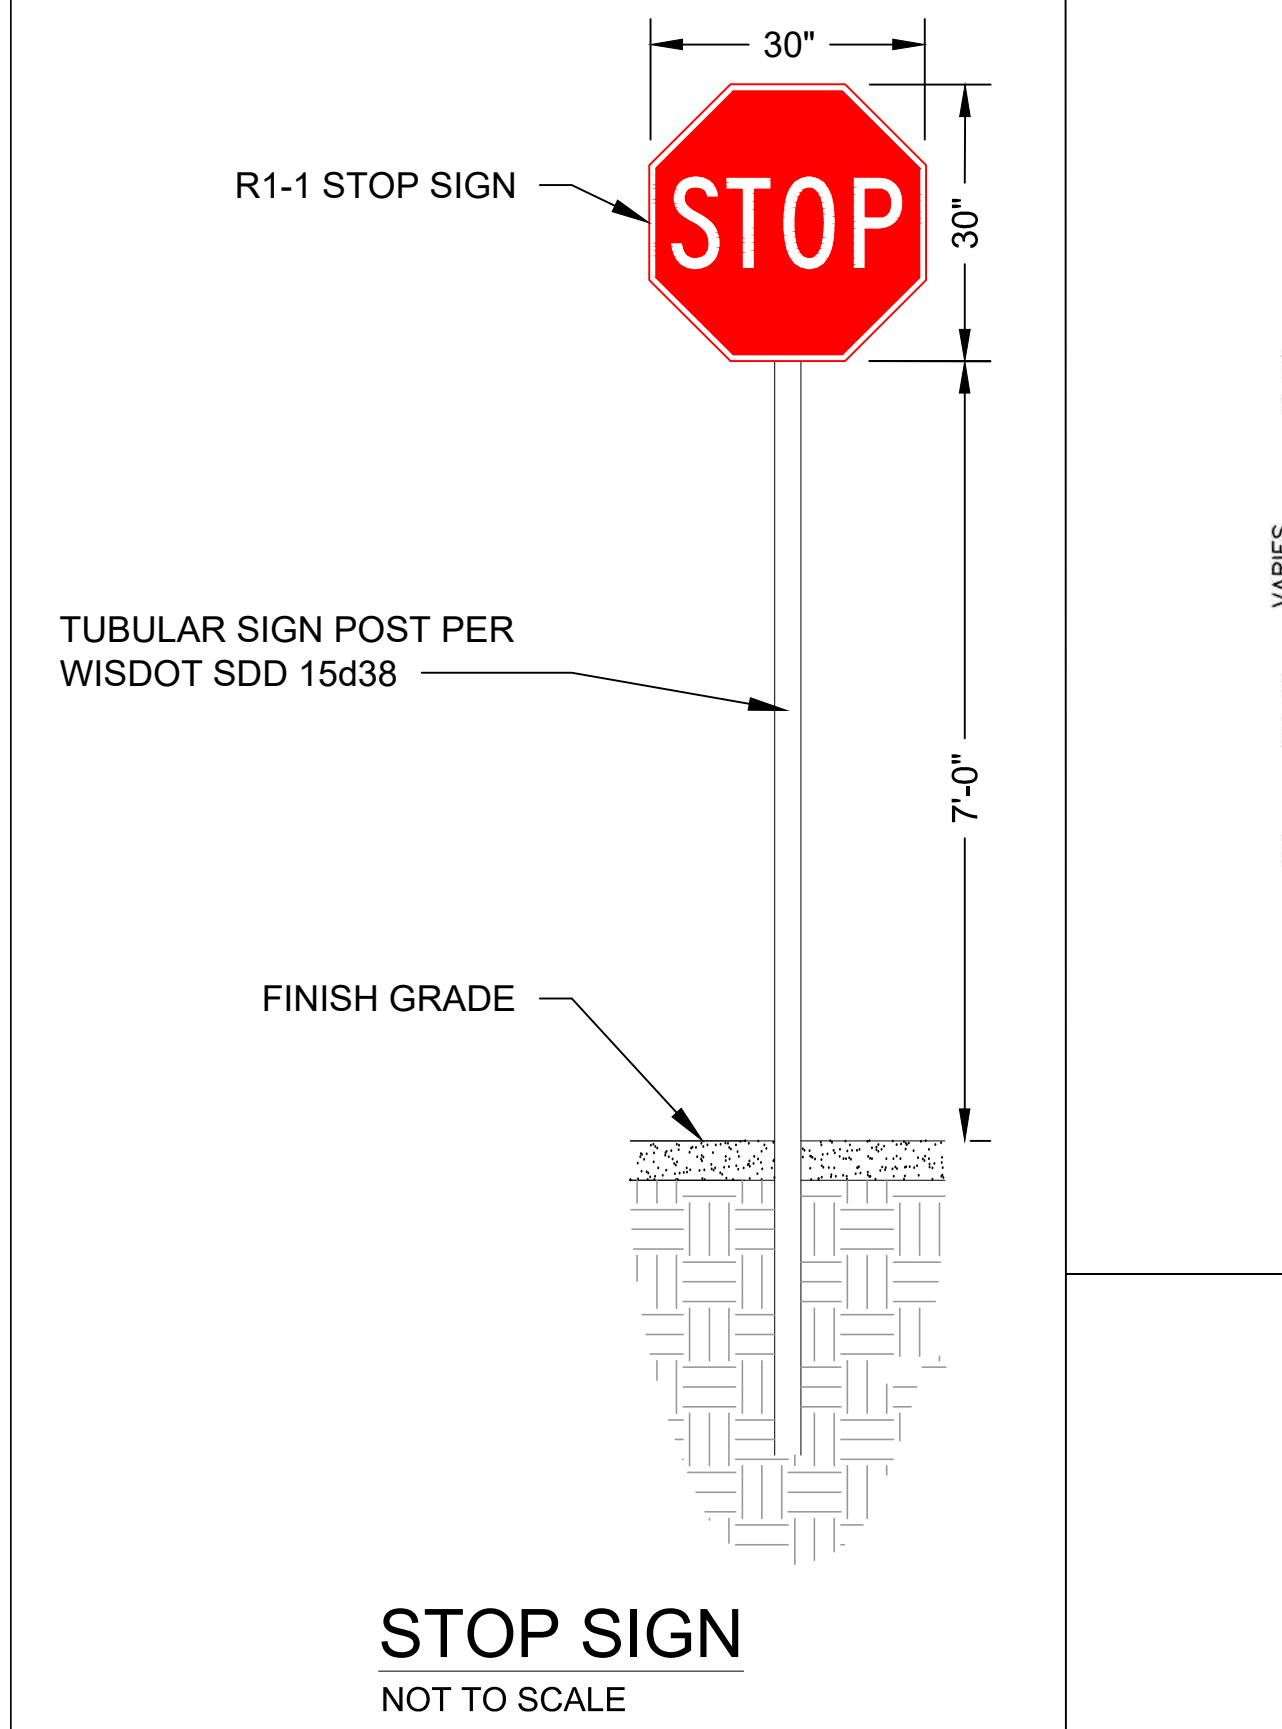 30"
R1-1 STOP SIGN
STOP
30"
TUBULAR SIGN POST PER
WISDOT SDD 15d38
7'-0"
FINISH GRADE
VARIES
STOP SIGN
NOT TO SCALE